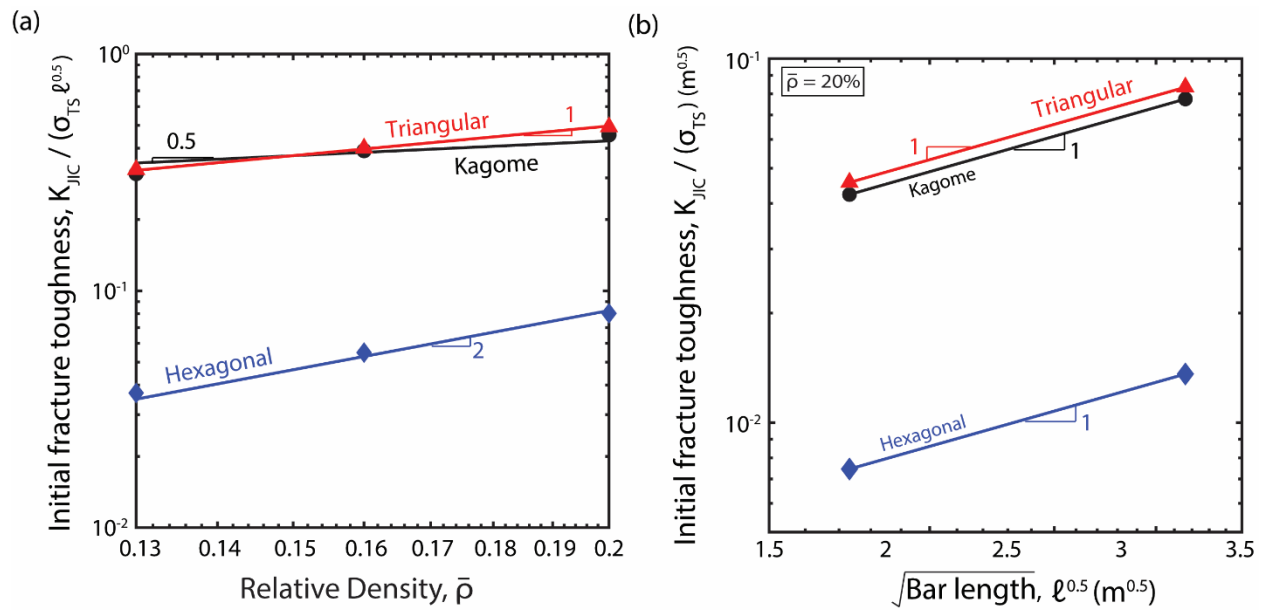 (a)
Initial fracture toughness, K_JIC / (σ_TS ℓ^0.5)
10^0
10^-1
10^-2
0.5
Triangular
1
Kagome
Hexagonal
2
0.13
0.14
0.15
0.16
0.17
0.18
0.19
0.2
Relative Density, ρ̄
(b)
Initial fracture toughness, K_JIC / (σ_TS) (m^0.5)
10^-1
10^-2
ρ̄ = 20%
Triangular
1
Kagome
1
Hexagonal
1
1.5
2
2.5
3
3.5
√Bar length, ℓ^0.5 (m^0.5)